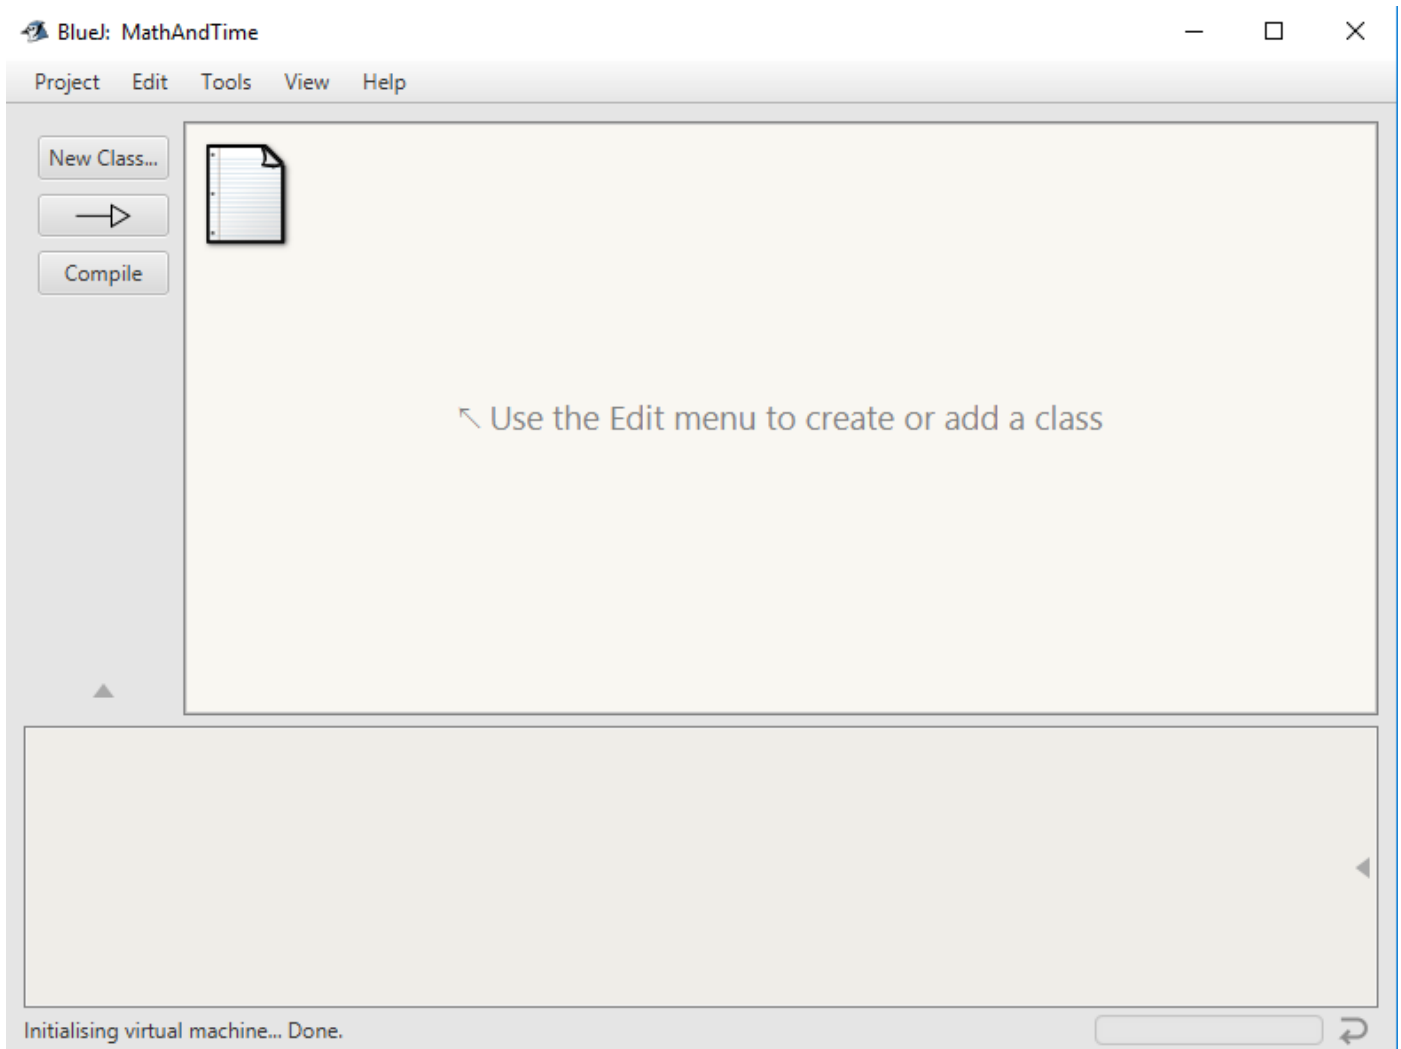 BlueJ: MathAndTime
Project Edit Tools View Help
New Class...
Compile
Use the Edit menu to create or add a class
Initialising virtual machine... Done.